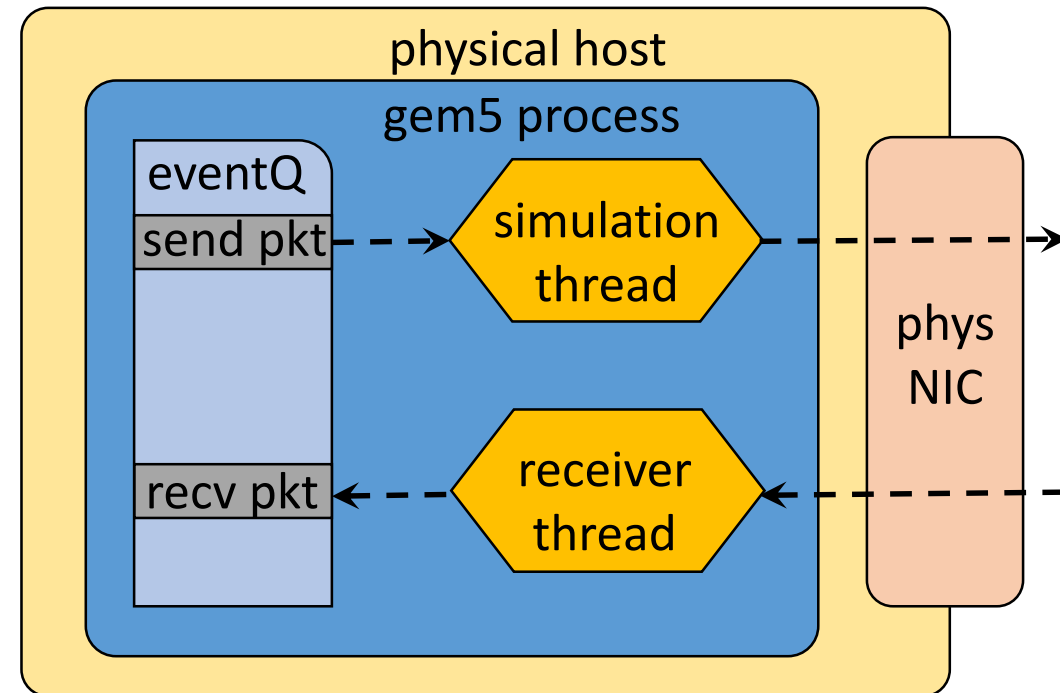 physical host
gem5 process
eventQ
send pkt
simulation
thread
phys
NIC
recv pkt
receiver
thread